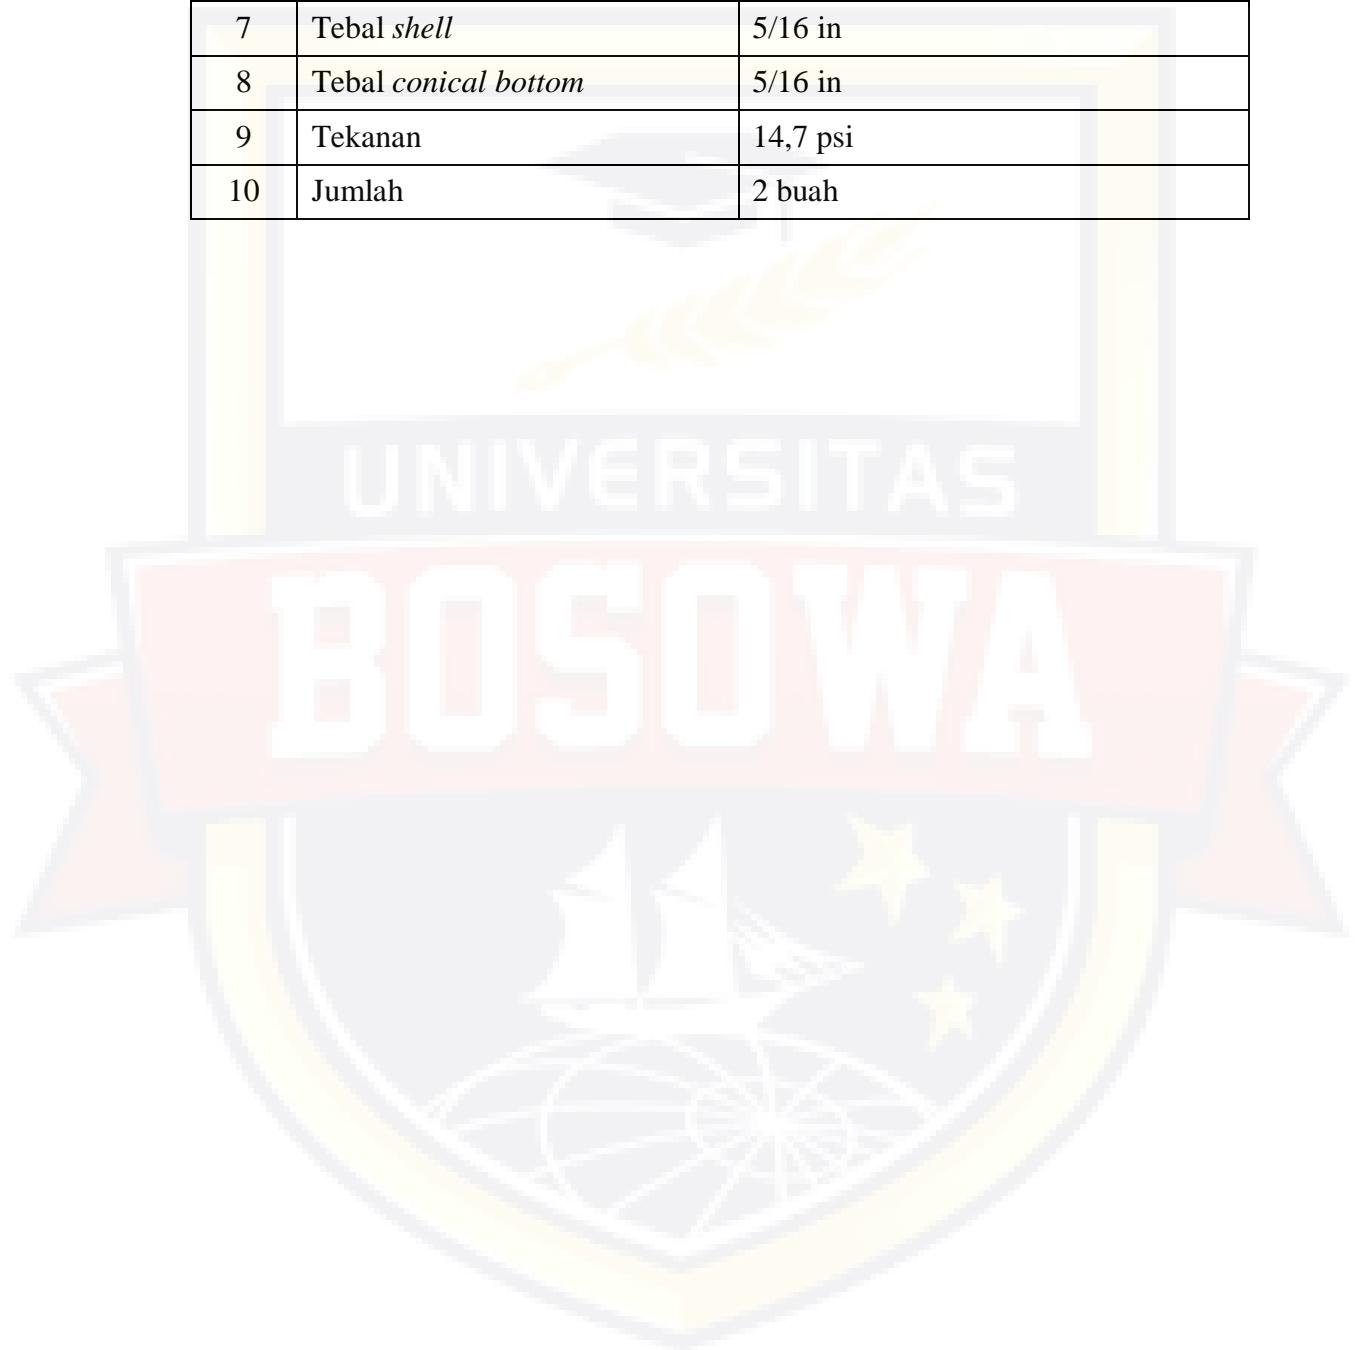 7 Tebal shell 5/16 in
8 Tebal conical bottom 5/16 in
9 Tekanan 14,7 psi
10 Jumlah 2 buah
UNIVERSITAS
BOSOWA